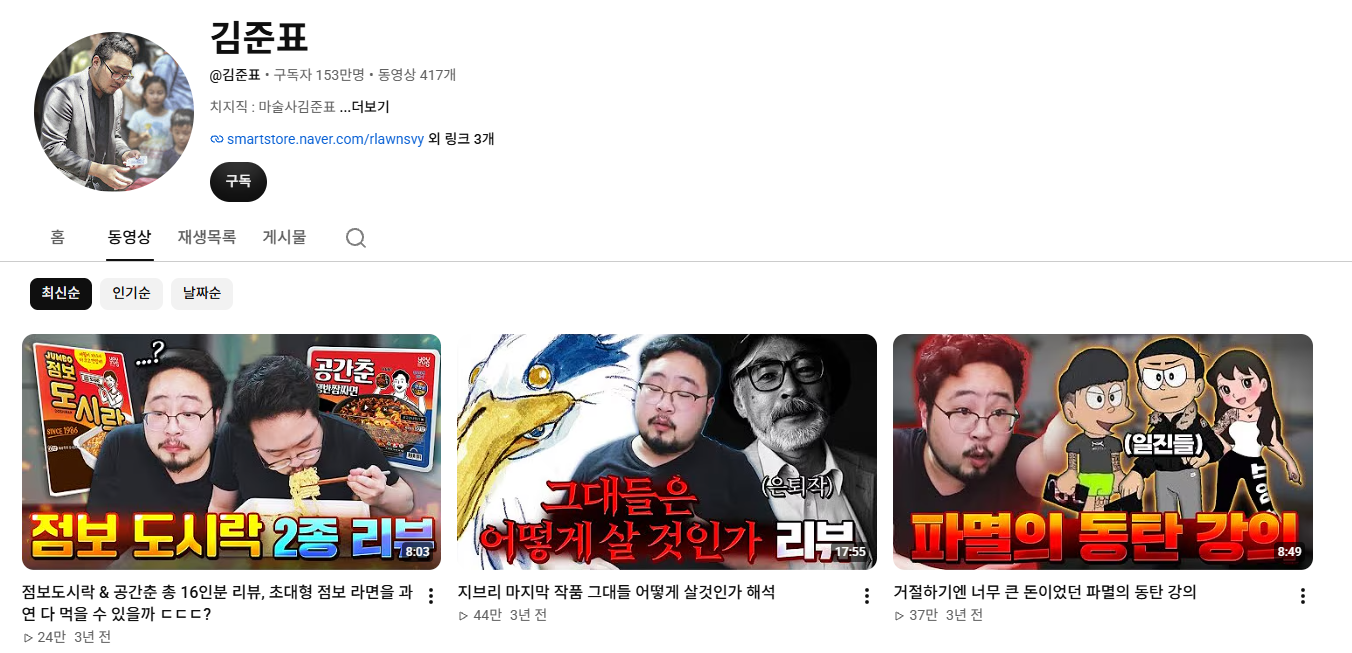 김준표
@김준표 • 구독자 153만명 • 동영상 417개
치지직 : 마술사김준표 ...더보기
smartstore.naver.com/rlawnsvy 외 링크 3개
구독
홈 동영상 재생목록 게시물
최신순 인기순 날짜순
JUMBO
점보
도시락
SINCE 1986
...?
공간춘
점보 도시락 2종 리뷰
8:03
그대들은
어떻게 살 것인가 리뷰
(은퇴작)
17:55
(일진들)
파멸의 동탄 강의
8:49
점보도시락 & 공간춘 총 16인분 리뷰, 초대형 점보 라면을 과
연 다 먹을 수 있을까 ㄷㄷㄷ?
24만 3년 전
지브리 마지막 작품 그대들 어떻게 살것인가 해석
44만 3년 전
거절하기엔 너무 큰 돈이었던 파멸의 동탄 강의
37만 3년 전